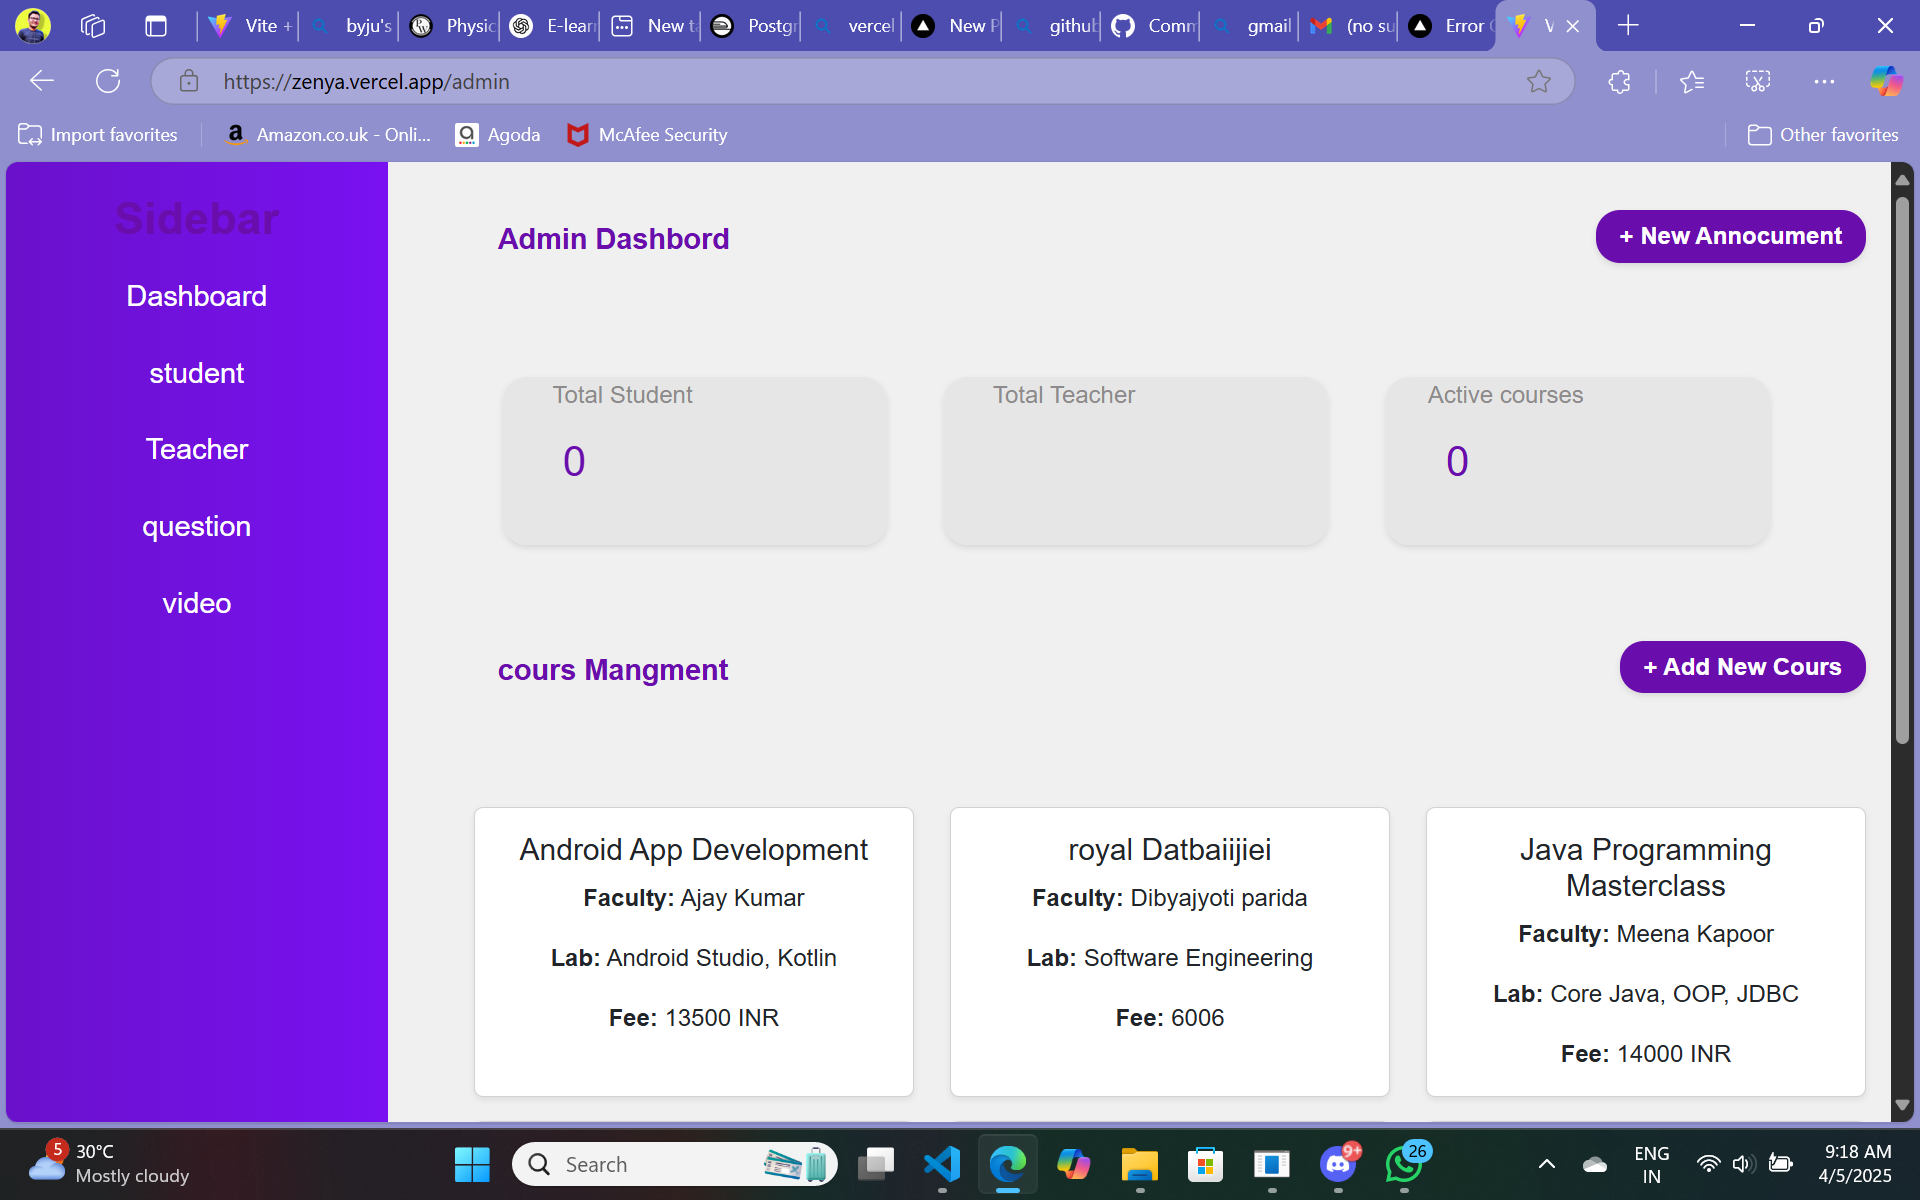 Vite +
byju's
Physic
E-lear
New t
Postgr
vercel
New P
github
Comm
gmail
(no su
Error
https://zenya.vercel.app/admin
Import favorites
Amazon.co.uk - Onli...
Agoda
McAfee Security
Other favorites
Sidebar
Dashboard
student
Teacher
question
video
Admin Dashbord
+ New Annocument
Total Student
0
Total Teacher
Active courses
0
cours Mangment
+ Add New Cours
Android App Development
Faculty: Ajay Kumar
Lab: Android Studio, Kotlin
Fee: 13500 INR
royal Datbaiijiei
Faculty: Dibyajyoti parida
Lab: Software Engineering
Fee: 6006
Java Programming
Masterclass
Faculty: Meena Kapoor
Lab: Core Java, OOP, JDBC
Fee: 14000 INR
5
30°C
Mostly cloudy
Search
9+
26
ENG
IN
9:18 AM
4/5/2025